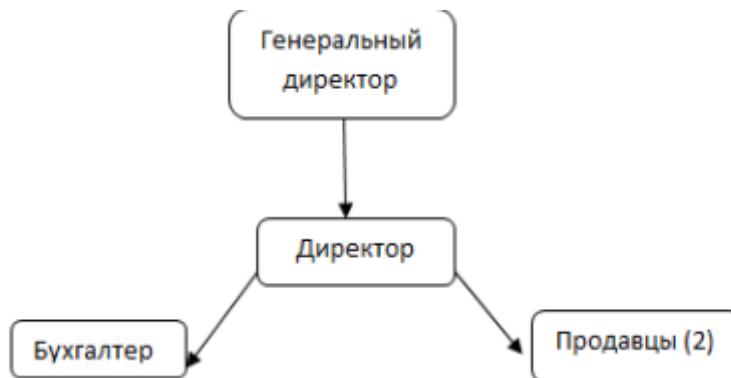 Генеральный
директор
Директор
Бухгалтер
Продавцы (2)